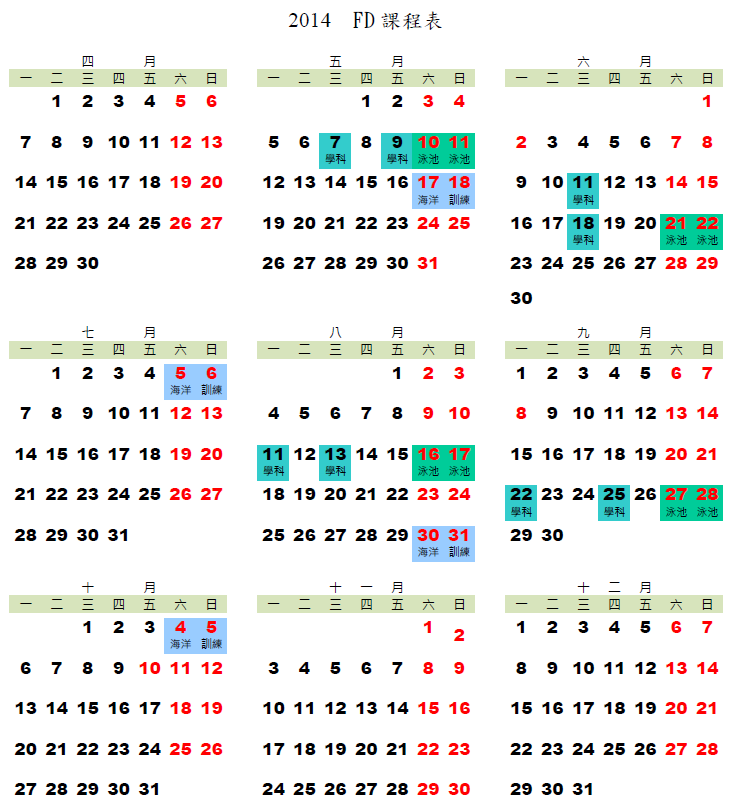 2014 FD 課程表
四 月
一 二 三 四 五 六 日
1 2 3 4 5 6
7 8 9 10 11 12 13
14 15 16 17 18 19 20
21 22 23 24 25 26 27
28 29 30
五 月
一 二 三 四 五 六 日
1 2 3 4
5 6 7 8 9 10 11
學科 學科 泳池 泳池
12 13 14 15 16 17 18
海洋 訓練
19 20 21 22 23 24 25
26 27 28 29 30 31
六 月
一 二 三 四 五 六 日
1
2 3 4 5 6 7 8
9 10 11 12 13 14 15
學科
16 17 18 19 20 21 22
學科 泳池 泳池
23 24 25 26 27 28 29
30
七 月
一 二 三 四 五 六 日
1 2 3 4 5 6
海洋 訓練
7 8 9 10 11 12 13
14 15 16 17 18 19 20
21 22 23 24 25 26 27
28 29 30 31
八 月
一 二 三 四 五 六 日
1 2 3
4 5 6 7 8 9 10
11 12 13 14 15 16 17
學科 學科 泳池 泳池
18 19 20 21 22 23 24
25 26 27 28 29 30 31
海洋 訓練
九 月
一 二 三 四 五 六 日
1 2 3 4 5 6 7
8 9 10 11 12 13 14
15 16 17 18 19 20 21
22 23 24 25 26 27 28
學科 學科 泳池 泳池
29 30
十 月
一 二 三 四 五 六 日
1 2 3 4 5
海洋 訓練
6 7 8 9 10 11 12
13 14 15 16 17 18 19
20 21 22 23 24 25 26
27 28 29 30 31
十 一 月
一 二 三 四 五 六 日
1 2
3 4 5 6 7 8 9
10 11 12 13 14 15 16
17 18 19 20 21 22 23
24 25 26 27 28 29 30
十 二 月
一 二 三 四 五 六 日
1 2 3 4 5 6 7
8 9 10 11 12 13 14
15 16 17 18 19 20 21
22 23 24 25 26 27 28
29 30 31